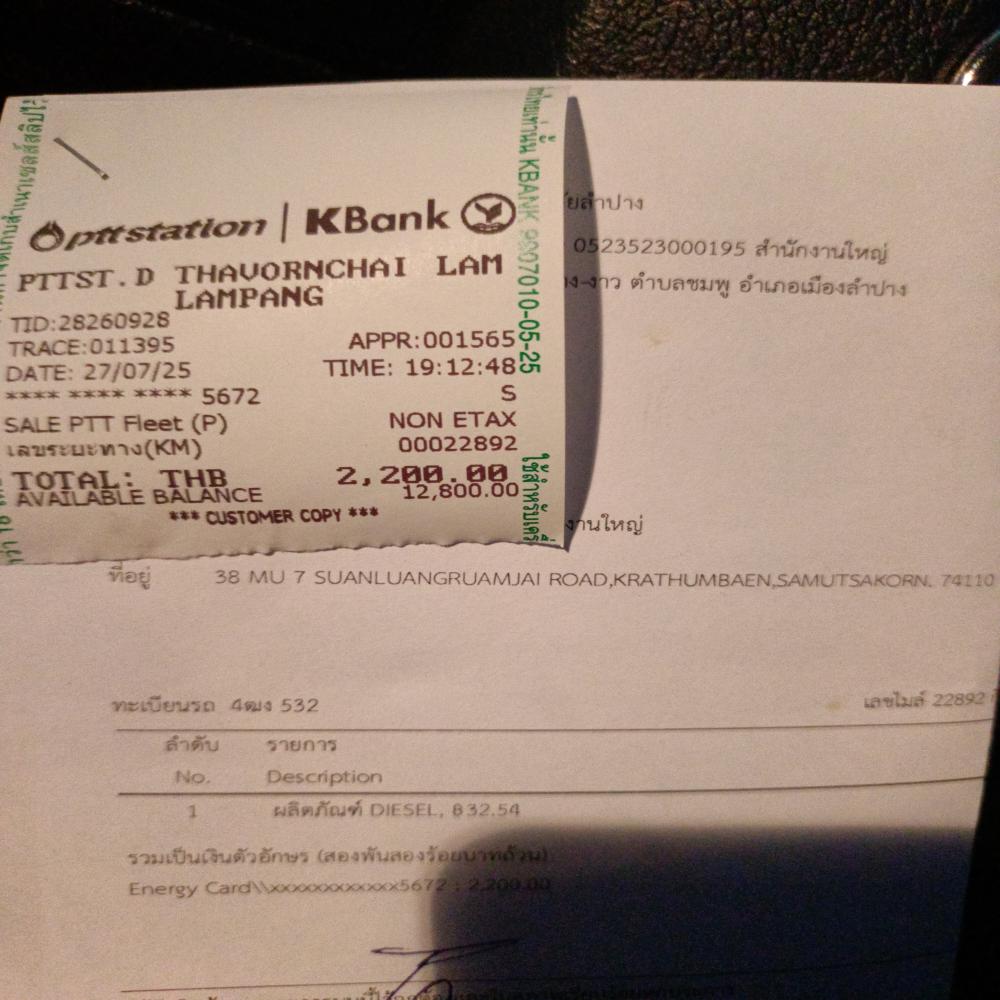 pttstation | KBank
PTTST.D THAVORNCHAI LAM
LAMPANG
TID:28260928
TRACE:011395 APPR:001565
DATE: 27/07/25 TIME: 19:12:48
**** **** **** 5672 S
SALE PTT Fleet (P) NON ETAX
เลขระยะทาง(KM) 00022892
TOTAL: THB 2,200.00
AVAILABLE BALANCE 12,800.00
*** CUSTOMER COPY ***
KBANK 9007010-05-25
ลำปาง
0523523000195 สำนักงานใหญ่
ตำบลชมพู อำเภอเมืองลำปาง
งานใหญ่
ที่อยู่ 38 MU 7 SUANLUANGRUAMJAI ROAD,KRATHUMBAEN,SAMUTSAKORN. 74110
ทะเบียนรถ 4ฒง 532 เลขไมล์ 22892
ลำดับ รายการ
No. Description
1 ผลิตภัณฑ์ DIESEL, ฿32.54
รวมเป็นเงินตัวอักษร (สองพันสองร้อยบาทถ้วน)
Energy Card\\xxxxxxxxxxxx5672 : 2,200.00